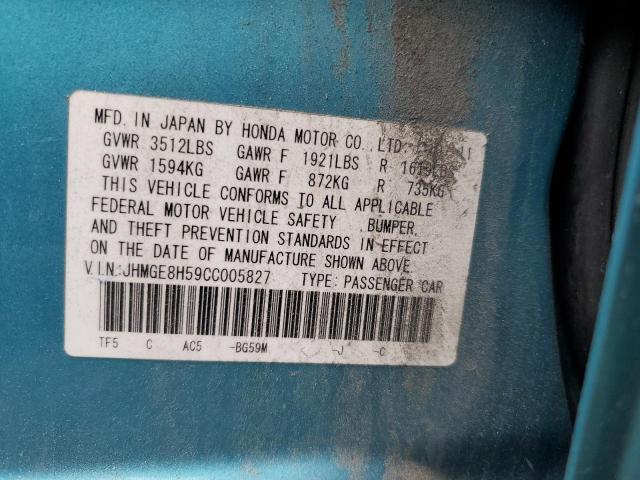 MFD. IN JAPAN BY HONDA MOTOR CO., LTD. 11
GVWR 3512LBS GAWR F 1921LBS R
GVWR 1594KG GAWR F 872KG R 735KG
THIS VEHICLE CONFORMS TO ALL APPLICABLE
FEDERAL MOTOR VEHICLE SAFETY , BUMPER,
AND THEFT PREVENTION STANDARDS IN EFFECT
ON THE DATE OF MANUFACTURE SHOWN ABOVE.
V.I.N.:JHMGE8H59CC005827 TYPE: PASSENGER CAR
TF5 C AC5 -BG59M -J -C